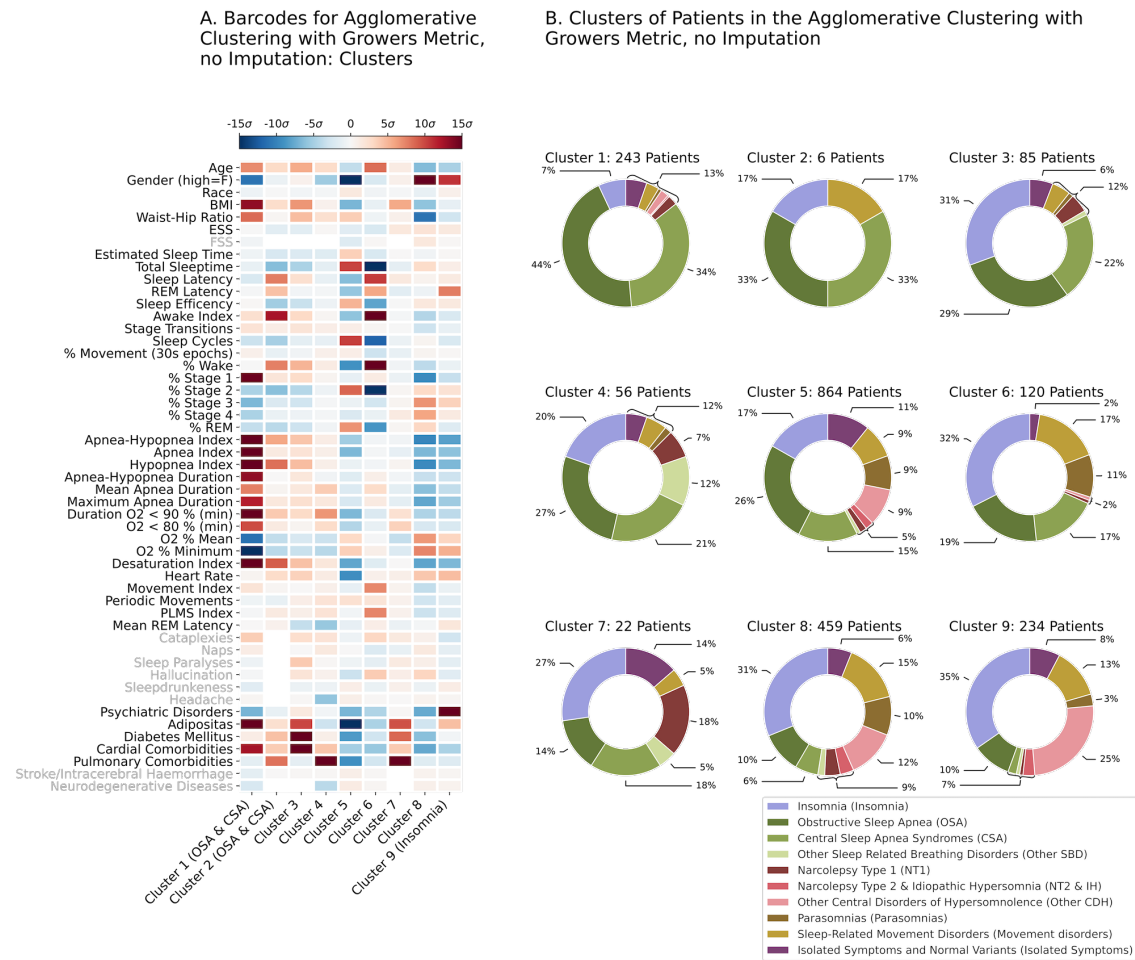 A. Barcodes for Agglomerative
Clustering with Growers Metric,
no Imputation: Clusters
-15σ -10σ -5σ 0 5σ 10σ 15σ
Age
Gender (high=F)
Race
BMI
Waist-Hip Ratio
ESS
FSS
Estimated Sleep Time
Total Sleeptime
Sleep Latency
REM Latency
Sleep Efficency
Awake Index
Stage Transitions
Sleep Cycles
% Movement (30s epochs)
% Wake
% Stage 1
% Stage 2
% Stage 3
% Stage 4
% REM
Apnea-Hypopnea Index
Apnea Index
Hypopnea Index
Apnea-Hypopnea Duration
Mean Apnea Duration
Maximum Apnea Duration
Duration O2 < 90 % (min)
O2 < 80 % (min)
O2 % Mean
O2 % Minimum
Desaturation Index
Heart Rate
Movement Index
Periodic Movements
PLMS Index
Mean REM Latency
Cataplexies
Naps
Sleep Paralyses
Hallucination
Sleepdrunkeness
Headache
Psychiatric Disorders
Adipositas
Diabetes Mellitus
Cardial Comorbidities
Pulmonary Comorbidities
Stroke/Intracerebral Haemorrhage
Neurodegenerative Diseases
Cluster 1 (OSA & CSA)
Cluster 2 (OSA & CSA)
Cluster 3
Cluster 4
Cluster 5
Cluster 6
Cluster 7
Cluster 8
Cluster 9 (Insomnia)
B. Clusters of Patients in the Agglomerative Clustering with
Growers Metric, no Imputation
Cluster 1: 243 Patients
7%
13%
44%
34%
Cluster 2: 6 Patients
17%
17%
33%
33%
Cluster 3: 85 Patients
6%
12%
31%
22%
29%
Cluster 4: 56 Patients
20%
12%
7%
12%
27%
21%
Cluster 5: 864 Patients
17%
11%
9%
9%
26%
9%
5%
15%
Cluster 6: 120 Patients
2%
17%
32%
11%
2%
19%
17%
Cluster 7: 22 Patients
14%
27%
5%
18%
14%
5%
18%
Cluster 8: 459 Patients
6%
31%
15%
10%
10%
12%
6%
9%
Cluster 9: 234 Patients
8%
35%
13%
3%
10%
25%
7%
Insomnia (Insomnia)
Obstructive Sleep Apnea (OSA)
Central Sleep Apnea Syndromes (CSA)
Other Sleep Related Breathing Disorders (Other SBD)
Narcolepsy Type 1 (NT1)
Narcolepsy Type 2 & Idiopathic Hypersomnia (NT2 & IH)
Other Central Disorders of Hypersomnolence (Other CDH)
Parasomnias (Parasomnias)
Sleep-Related Movement Disorders (Movement disorders)
Isolated Symptoms and Normal Variants (Isolated Symptoms)